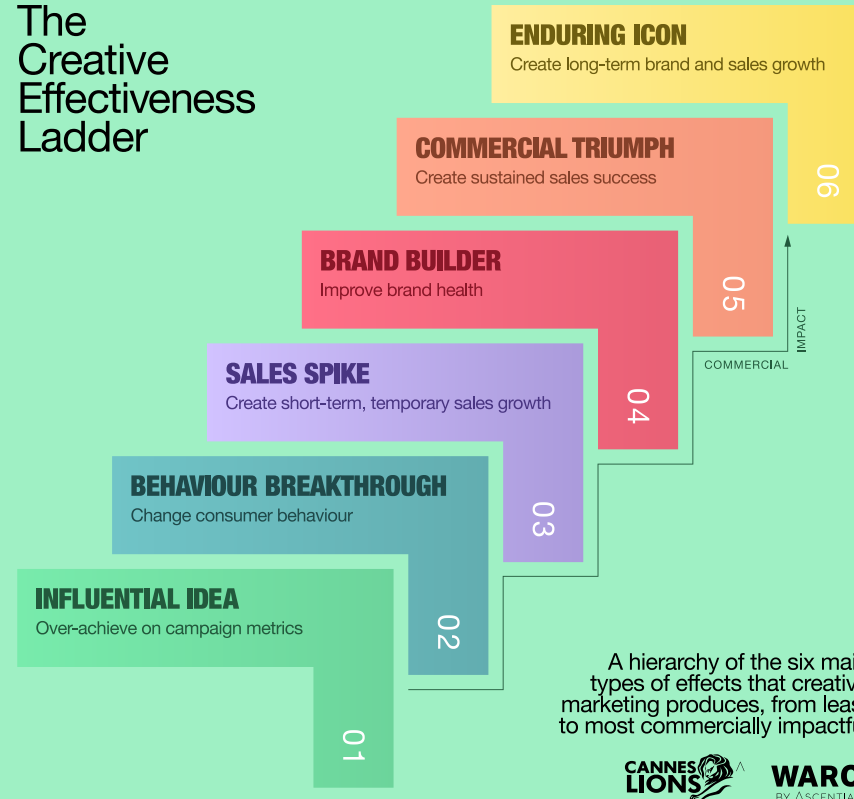 The
Creative
Effectiveness
Ladder
ENDURING ICON
Create long-term brand and sales growth
06
COMMERCIAL TRIUMPH
Create sustained sales success
05
BRAND BUILDER
Improve brand health
04
SALES SPIKE
Create short-term, temporary sales growth
03
BEHAVIOUR BREAKTHROUGH
Change consumer behaviour
02
INFLUENTIAL IDEA
Over-achieve on campaign metrics
01
COMMERCIAL
IMPACT
A hierarchy of the six mai
types of effects that creativ
marketing produces, from leas
to most commercially impactfu
CANNES
LIONS
WARC
BY ASCENTIA